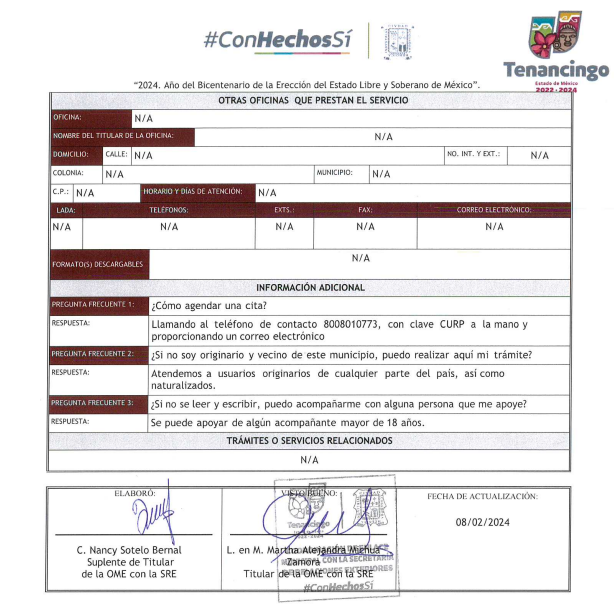 #ConHechosSí
Tenancingo
Estado de México
2022 - 2024
“2024. Año del Bicentenario de la Erección del Estado Libre y Soberano de México”.
OTRAS OFICINAS QUE PRESTAN EL SERVICIO
OFICINA: N/A
NOMBRE DEL TITULAR DE LA OFICINA: N/A
DOMICILIO: CALLE: N/A NO. INT. Y EXT.: N/A
COLONIA: N/A MUNICIPIO: N/A
C.P.: N/A HORARIO Y DÍAS DE ATENCIÓN: N/A
LADA: TELÉFONOS: EXTS.: FAX: CORREO ELECTRÓNICO:
N/A N/A N/A N/A N/A
FORMATO(S) DESCARGABLES N/A
INFORMACIÓN ADICIONAL
PREGUNTA FRECUENTE 1: ¿Cómo agendar una cita?
RESPUESTA: Llamando al teléfono de contacto 8008010773, con clave CURP a la mano y
proporcionando un correo electrónico
PREGUNTA FRECUENTE 2: ¿Si no soy originario y vecino de este municipio, puedo realizar aquí mi trámite?
RESPUESTA: Atendemos a usuarios originarios de cualquier parte del país, así como
naturalizados.
PREGUNTA FRECUENTE 3: ¿Si no se leer y escribir, puedo acompañarme con alguna persona que me apoye?
RESPUESTA: Se puede apoyar de algún acompañante mayor de 18 años.
TRÁMITES O SERVICIOS RELACIONADOS
N/A
ELABORÓ: VISTO BUENO: FECHA DE ACTUALIZACIÓN:
Tenancingo
2022 - 2024
08/02/2024
C. Nancy Sotelo Bernal L. en M. Martha Alejandra Michua
Suplente de Titular Zamora
de la OME con la SRE Titular de la OME con la SRE
CON LA SECRETARÍA
EXTERIORES
#ConHechosSí